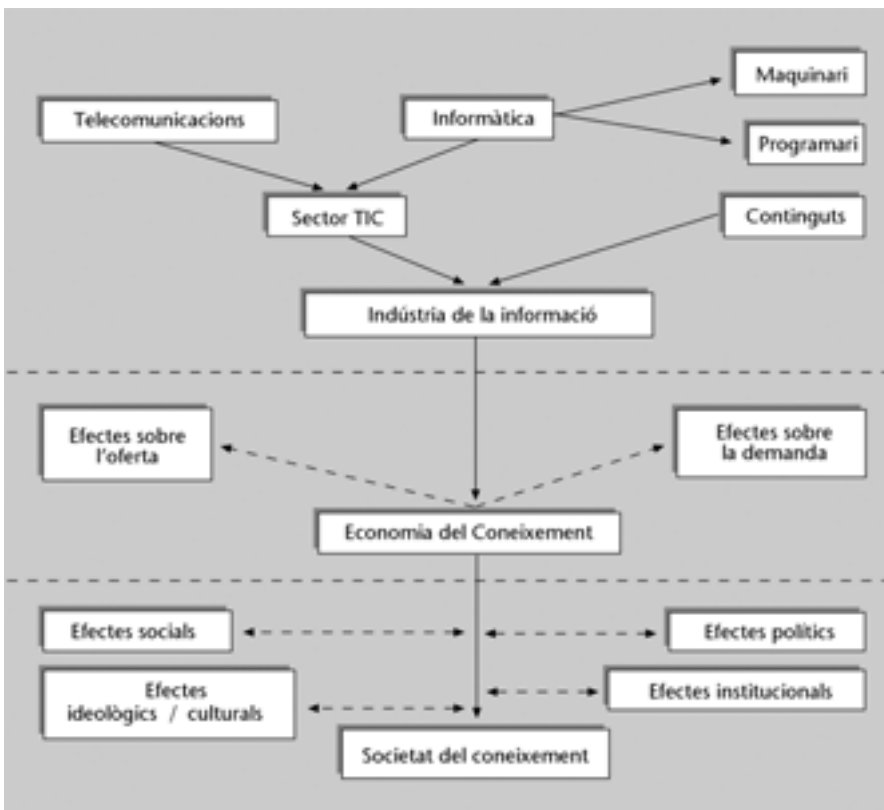 Maquinari
Telecomunicacions
Informàtica
Programari
Sector TIC
Continguts
Indústria de la informació
Efectes sobre
l'oferta
Efectes sobre
la demanda
Economia del Coneixement
Efectes socials
Efectes polítics
Efectes
ideològics / culturals
Efectes institucionals
Societat del coneixement